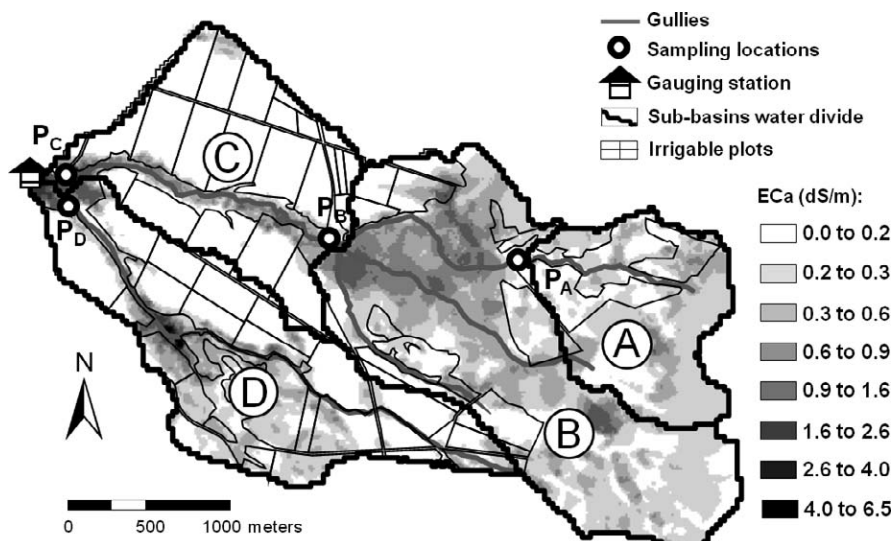 Gullies
Sampling locations
Gauging station
Sub-basins water divide
Irrigable plots
ECa (dS/m):
0.0 to 0.2
0.2 to 0.3
0.3 to 0.6
0.6 to 0.9
0.9 to 1.6
1.6 to 2.6
2.6 to 4.0
4.0 to 6.5
PC
C
PB
PD
PA
A
D
B
N
0 500 1000 meters